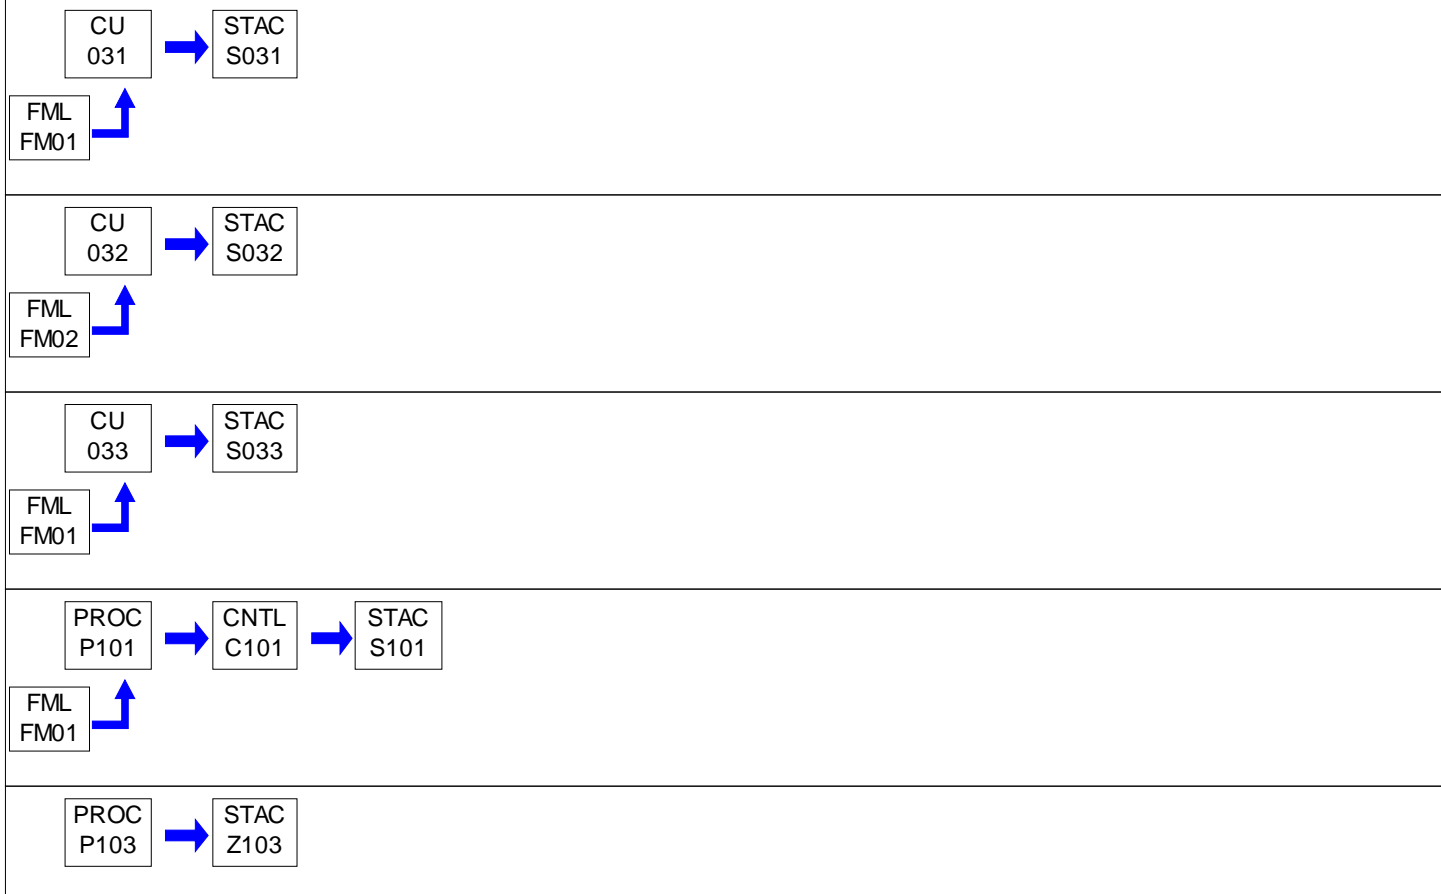 CU
031
STAC
S031
FML
FM01
CU
032
STAC
S032
FML
FM02
CU
033
STAC
S033
FML
FM01
PROC
P101
CNTL
C101
STAC
S101
FML
FM01
PROC
P103
STAC
Z103